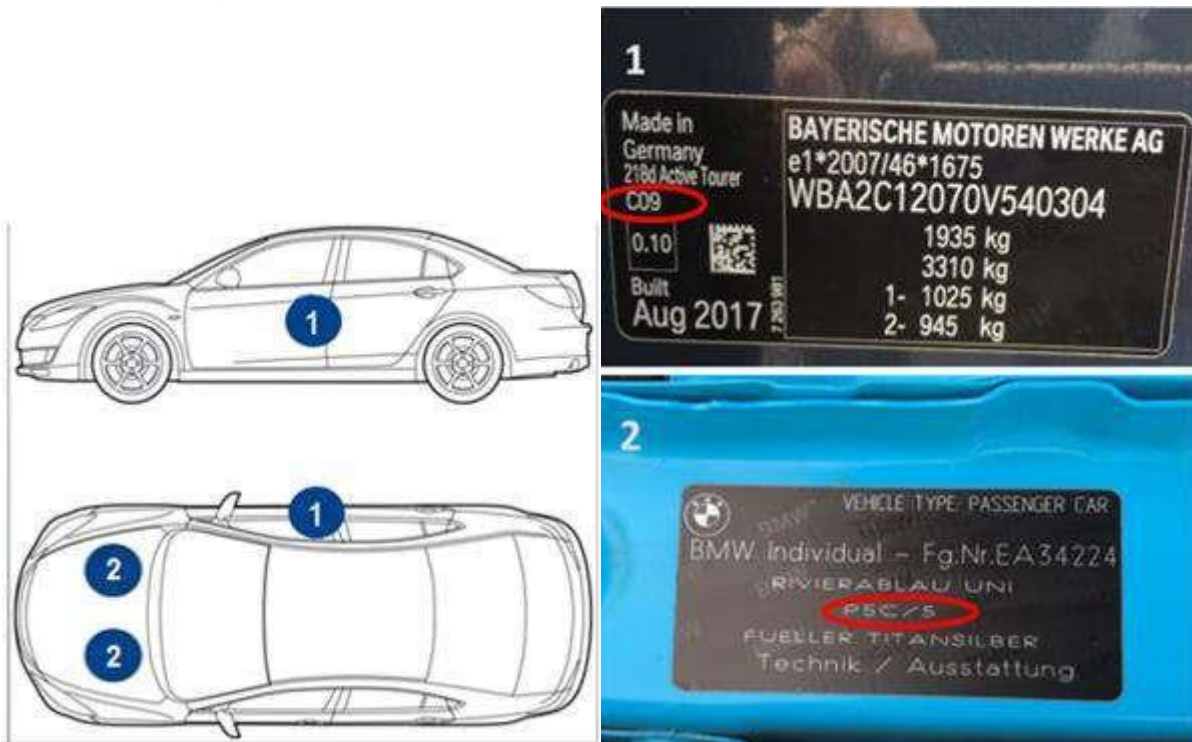 1
1
2
2
1
Made in
Germany
218d Active Tourer
C09
0.10
Built
Aug 2017
BAYERISCHE MOTOREN WERKE AG
e1*2007/46*1675
WBA2C12070V540304
1935 kg
3310 kg
1- 1025 kg
2- 945 kg
2
VEHICLE TYPE PASSENGER CAR
BMW Individual - Fg.Nr.EA34224
RIVIERABLAU UNI
P5C/5
FUELLER TITANSILBER
Technik / Ausstattung